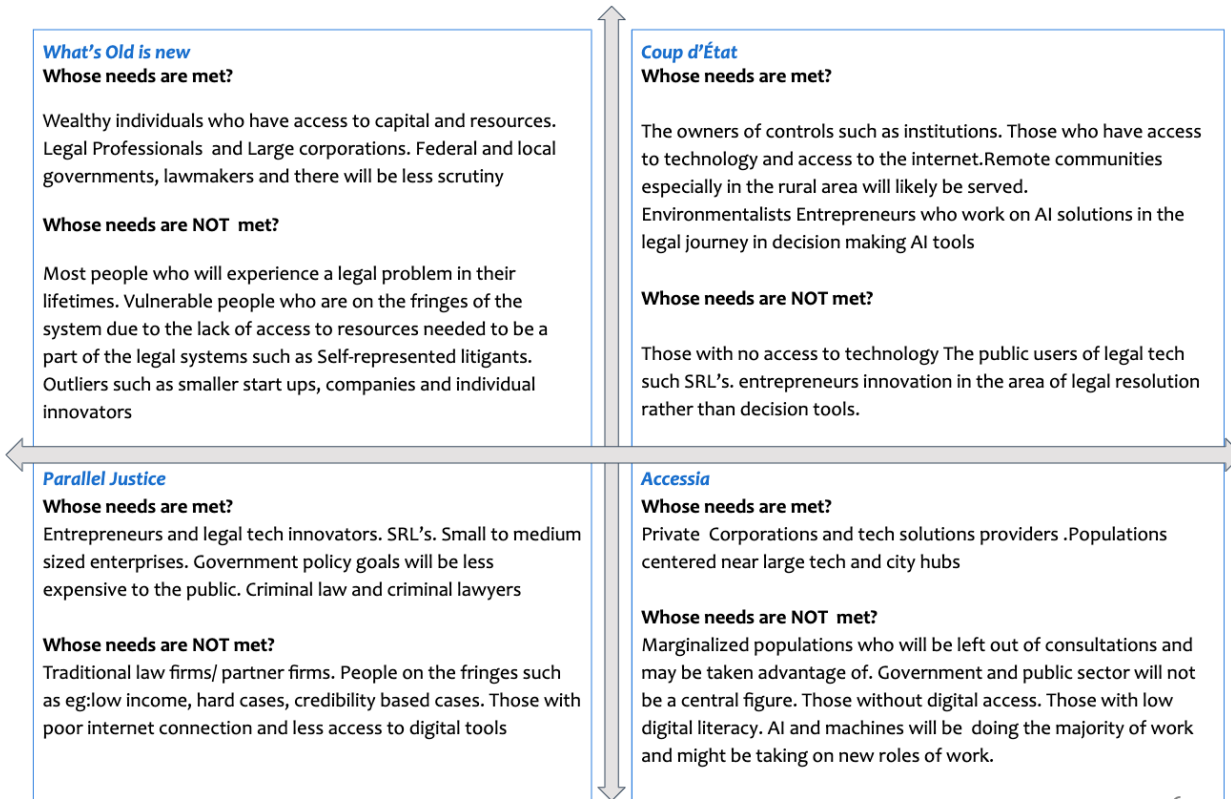 What's Old is new
Whose needs are met?
Wealthy individuals who have access to capital and resources.
Legal Professionals and Large corporations. Federal and local
governments, lawmakers and there will be less scrutiny
Whose needs are NOT met?
Most people who will experience a legal problem in their
lifetimes. Vulnerable people who are on the fringes of the
system due to the lack of access to resources needed to be a
part of the legal systems such as Self-represented litigants.
Outliers such as smaller start ups, companies and individual
innovators
Coup d'État
Whose needs are met?
The owners of controls such as institutions. Those who have access
to technology and access to the internet.Remote communities
especially in the rural area will likely be served.
Environmentalists Entrepreneurs who work on AI solutions in the
legal journey in decision making AI tools
Whose needs are NOT met?
Those with no access to technology The public users of legal tech
such SRL's. entrepreneurs innovation in the area of legal resolution
rather than decision tools.
Parallel Justice
Whose needs are met?
Entrepreneurs and legal tech innovators. SRL's. Small to medium
sized enterprises. Government policy goals will be less
expensive to the public. Criminal law and criminal lawyers
Whose needs are NOT met?
Traditional law firms/ partner firms. People on the fringes such
as eg:low income, hard cases, credibility based cases. Those with
poor internet connection and less access to digital tools
Accessia
Whose needs are met?
Private Corporations and tech solutions providers .Populations
centered near large tech and city hubs
Whose needs are NOT met?
Marginalized populations who will be left out of consultations and
may be taken advantage of. Government and public sector will not
be a central figure. Those without digital access. Those with low
digital literacy. AI and machines will be doing the majority of work
and might be taking on new roles of work.